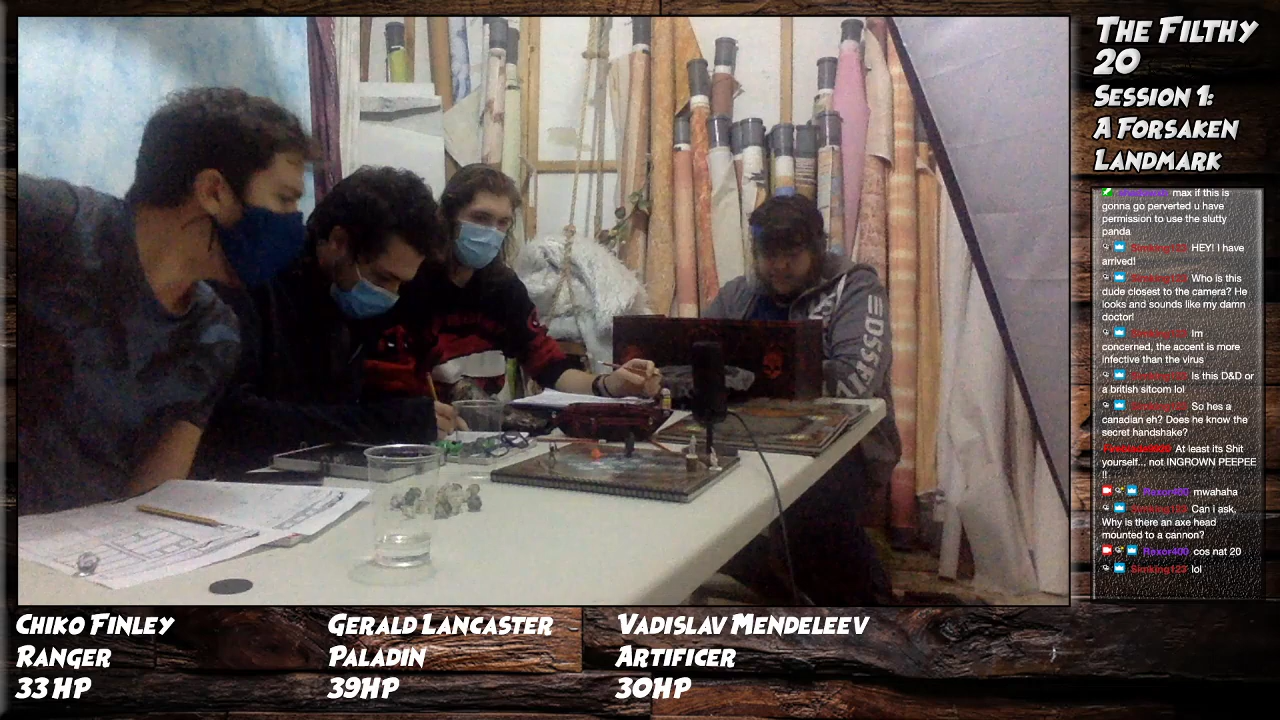 THE FILTHY
20
SESSION 1:
A FORSAKEN
LANDMARK
max if this is
gonna go perverted u have
permission to use the slutty
panda
HEY! I have
arrived!
Who is this
dude closest to the camera? He
looks and sounds like my damn
doctor!
Im
concerned, the accent is more
infective than the virus
Is this D&D or
a british sitcom lol
So hes a
canadian eh? Does he know the
secret handshake?
At least its Shit
yourself... not INGROWN PEEPEE
!!
Rexor400 mwahaha
Can i ask,
Why is there an axe head
mounted to a cannon?
Rexor400 cos nat 20
lol
CHIKO FINLEY
RANGER
33 HP
GERALD LANCASTER
PALADIN
39HP
VADISLAV MENDELEEV
ARTIFICER
30HP